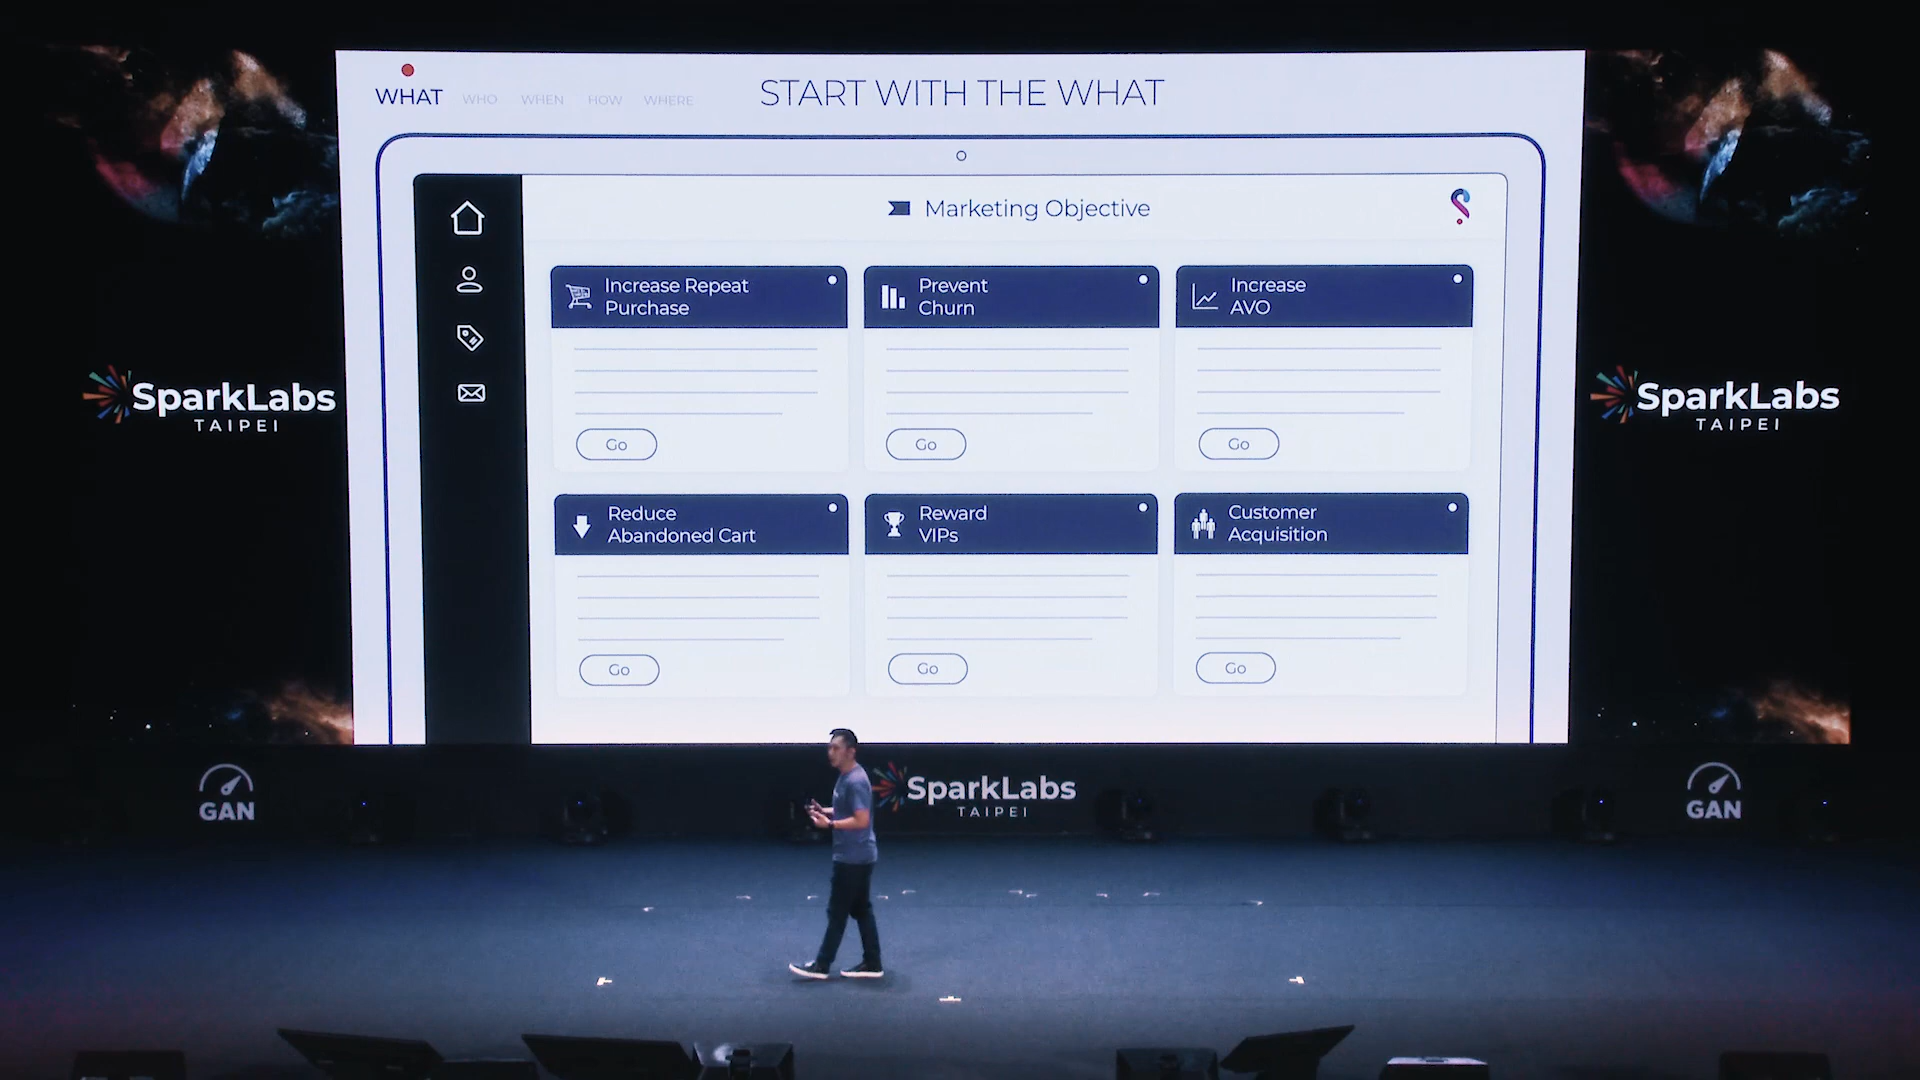 WHAT WHO WHEN HOW WHERE
START WITH THE WHAT
Marketing Objective
Increase Repeat
Purchase
Go
Prevent
Churn
Go
Increase
AVO
Go
Reduce
Abandoned Cart
Go
Reward
VIPs
Go
Customer
Acquisition
Go
SparkLabs
TAIPEI
SparkLabs
TAIPEI
GAN
SparkLabs
TAIPEI
GAN